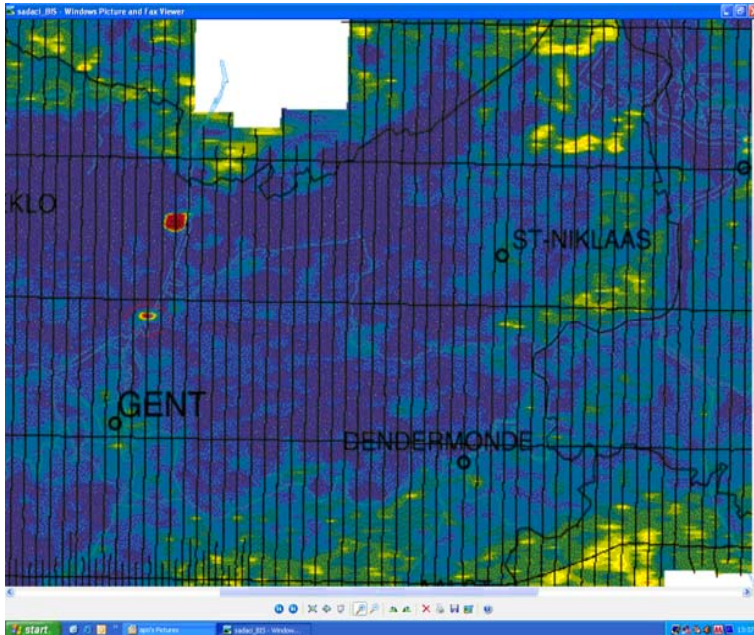 sadaci_BIS - Windows Picture and Fax Viewer
KLO
ST-NIKLAAS
GENT
DENDERMONDE
start
sadaci_BIS - Window...